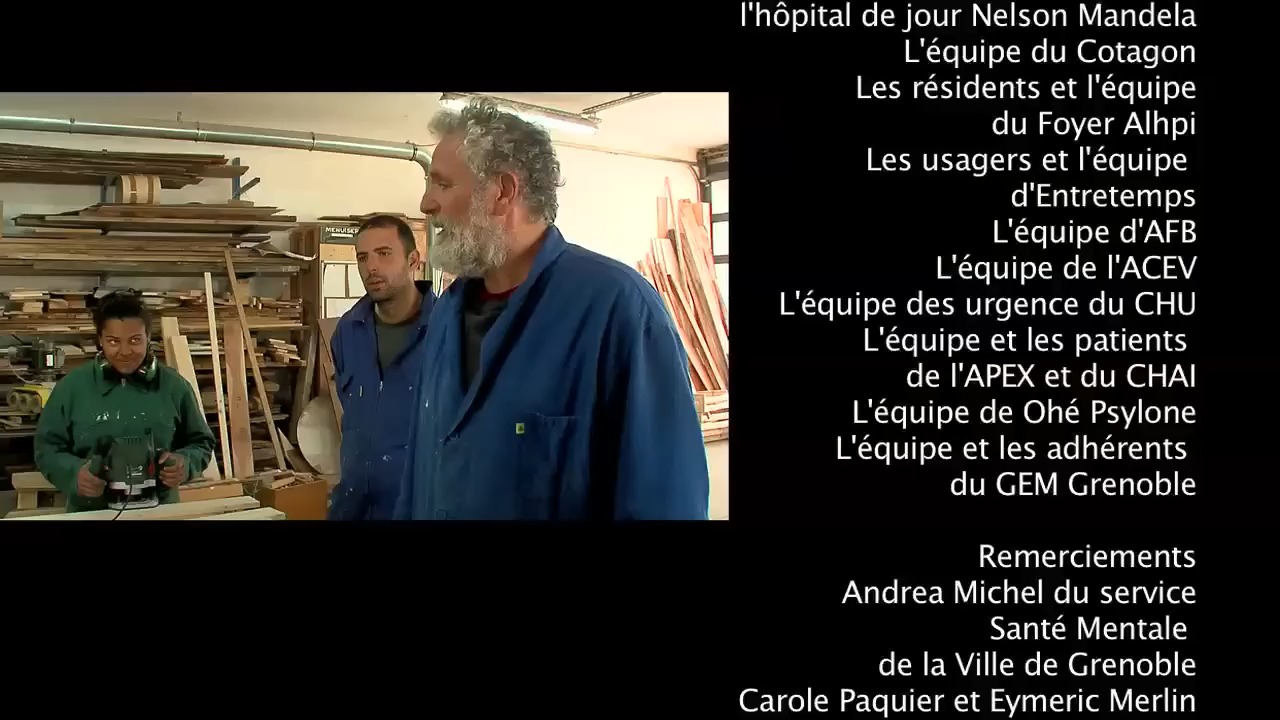 l'hôpital de jour Nelson Mandela
L'équipe du Cotagon
Les résidents et l'équipe
du Foyer Alhpi
Les usagers et l'équipe
d'Entretemps
L'équipe d'AFB
L'équipe de l'ACEV
L'équipe des urgence du CHU
L'équipe et les patients
de l'APEX et du CHAI
L'équipe de Ohé Psylone
L'équipe et les adhérents
du GEM Grenoble
Remerciements
Andrea Michel du service
Santé Mentale
de la Ville de Grenoble
Carole Paquier et Eymeric Merlin
MENUISER